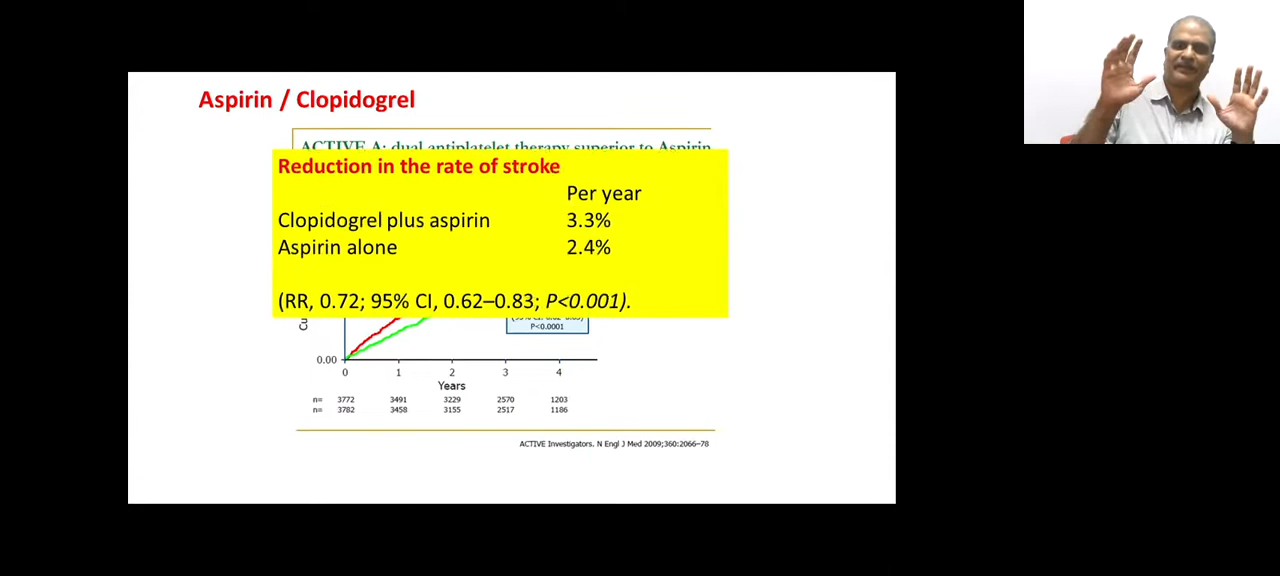 Aspirin / Clopidogrel
ACTIVE A: dual antiplatelet therapy superior to Aspirin
Reduction in the rate of stroke
Per year
Clopidogrel plus aspirin 3.3%
Aspirin alone 2.4%
(RR, 0.72; 95% CI, 0.62–0.83; P<0.001).
P<0.0001
0.00
0 1 2 3 4
Years
n= 3772 3491 3229 2570 1203
n= 3782 3458 3155 2517 1186
ACTIVE Investigators. N Engl J Med 2009;360:2066–78